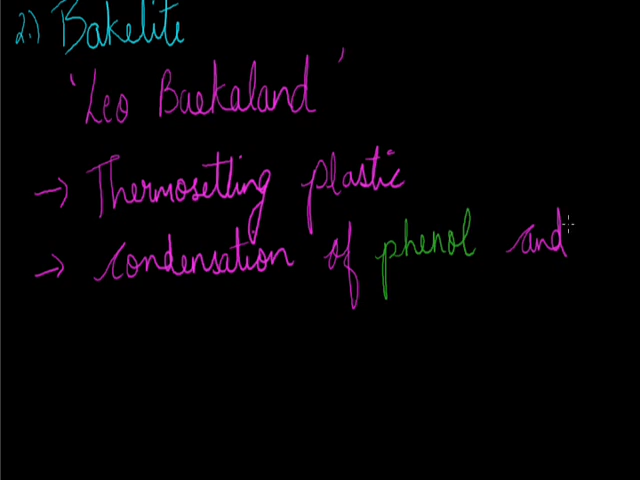 2.) Bakelite
'Leo Baekaland'
→ Thermosetting plastic
→ condensation of phenol and